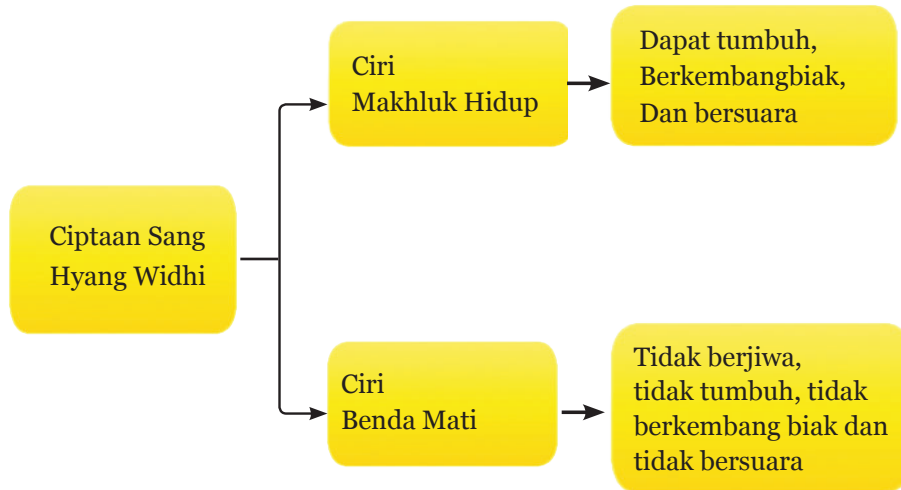 Ciptaan Sang
Hyang Widhi
Ciri
Makhluk Hidup
Dapat tumbuh,
Berkembangbiak,
Dan bersuara
Ciri
Benda Mati
Tidak berjiwa,
tidak tumbuh, tidak
berkembang biak dan
tidak bersuara